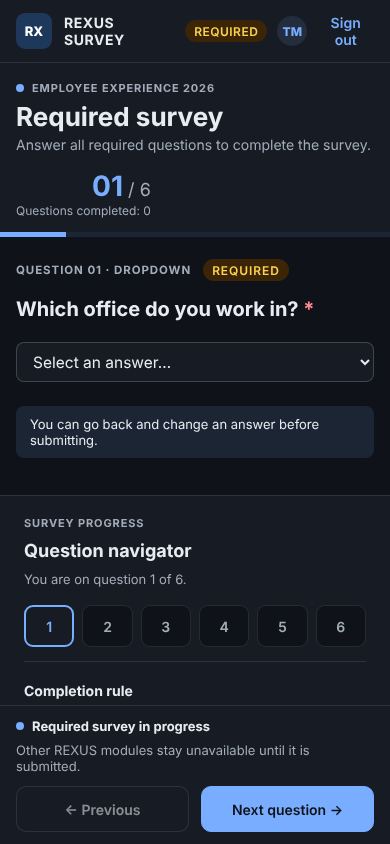 RX
REXUS
SURVEY
REQUIRED
TM
Sign
out
EMPLOYEE EXPERIENCE 2026
Required survey
Answer all required questions to complete the survey.
01 / 6
Questions completed: 0
QUESTION 01 · DROPDOWN REQUIRED
Which office do you work in? *
Select an answer...
You can go back and change an answer before
submitting.
SURVEY PROGRESS
Question navigator
You are on question 1 of 6.
1 2 3 4 5 6
Completion rule
Required survey in progress
Other REXUS modules stay unavailable until it is
submitted.
← Previous
Next question →